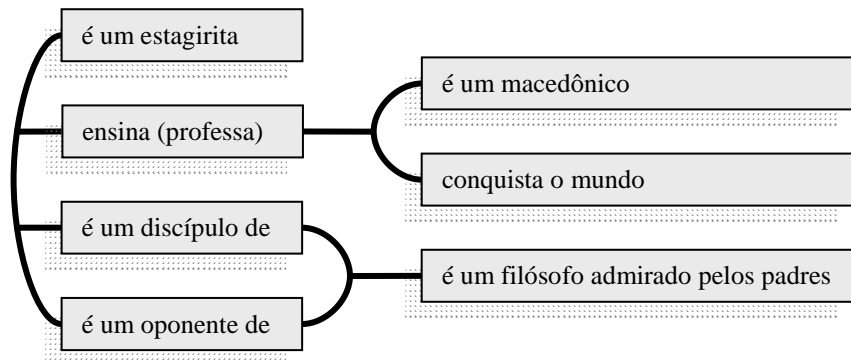 é um estagirita
ensina (professa)
é um discípulo de
é um oponente de
é um macedônico
conquista o mundo
é um filósofo admirado pelos padres